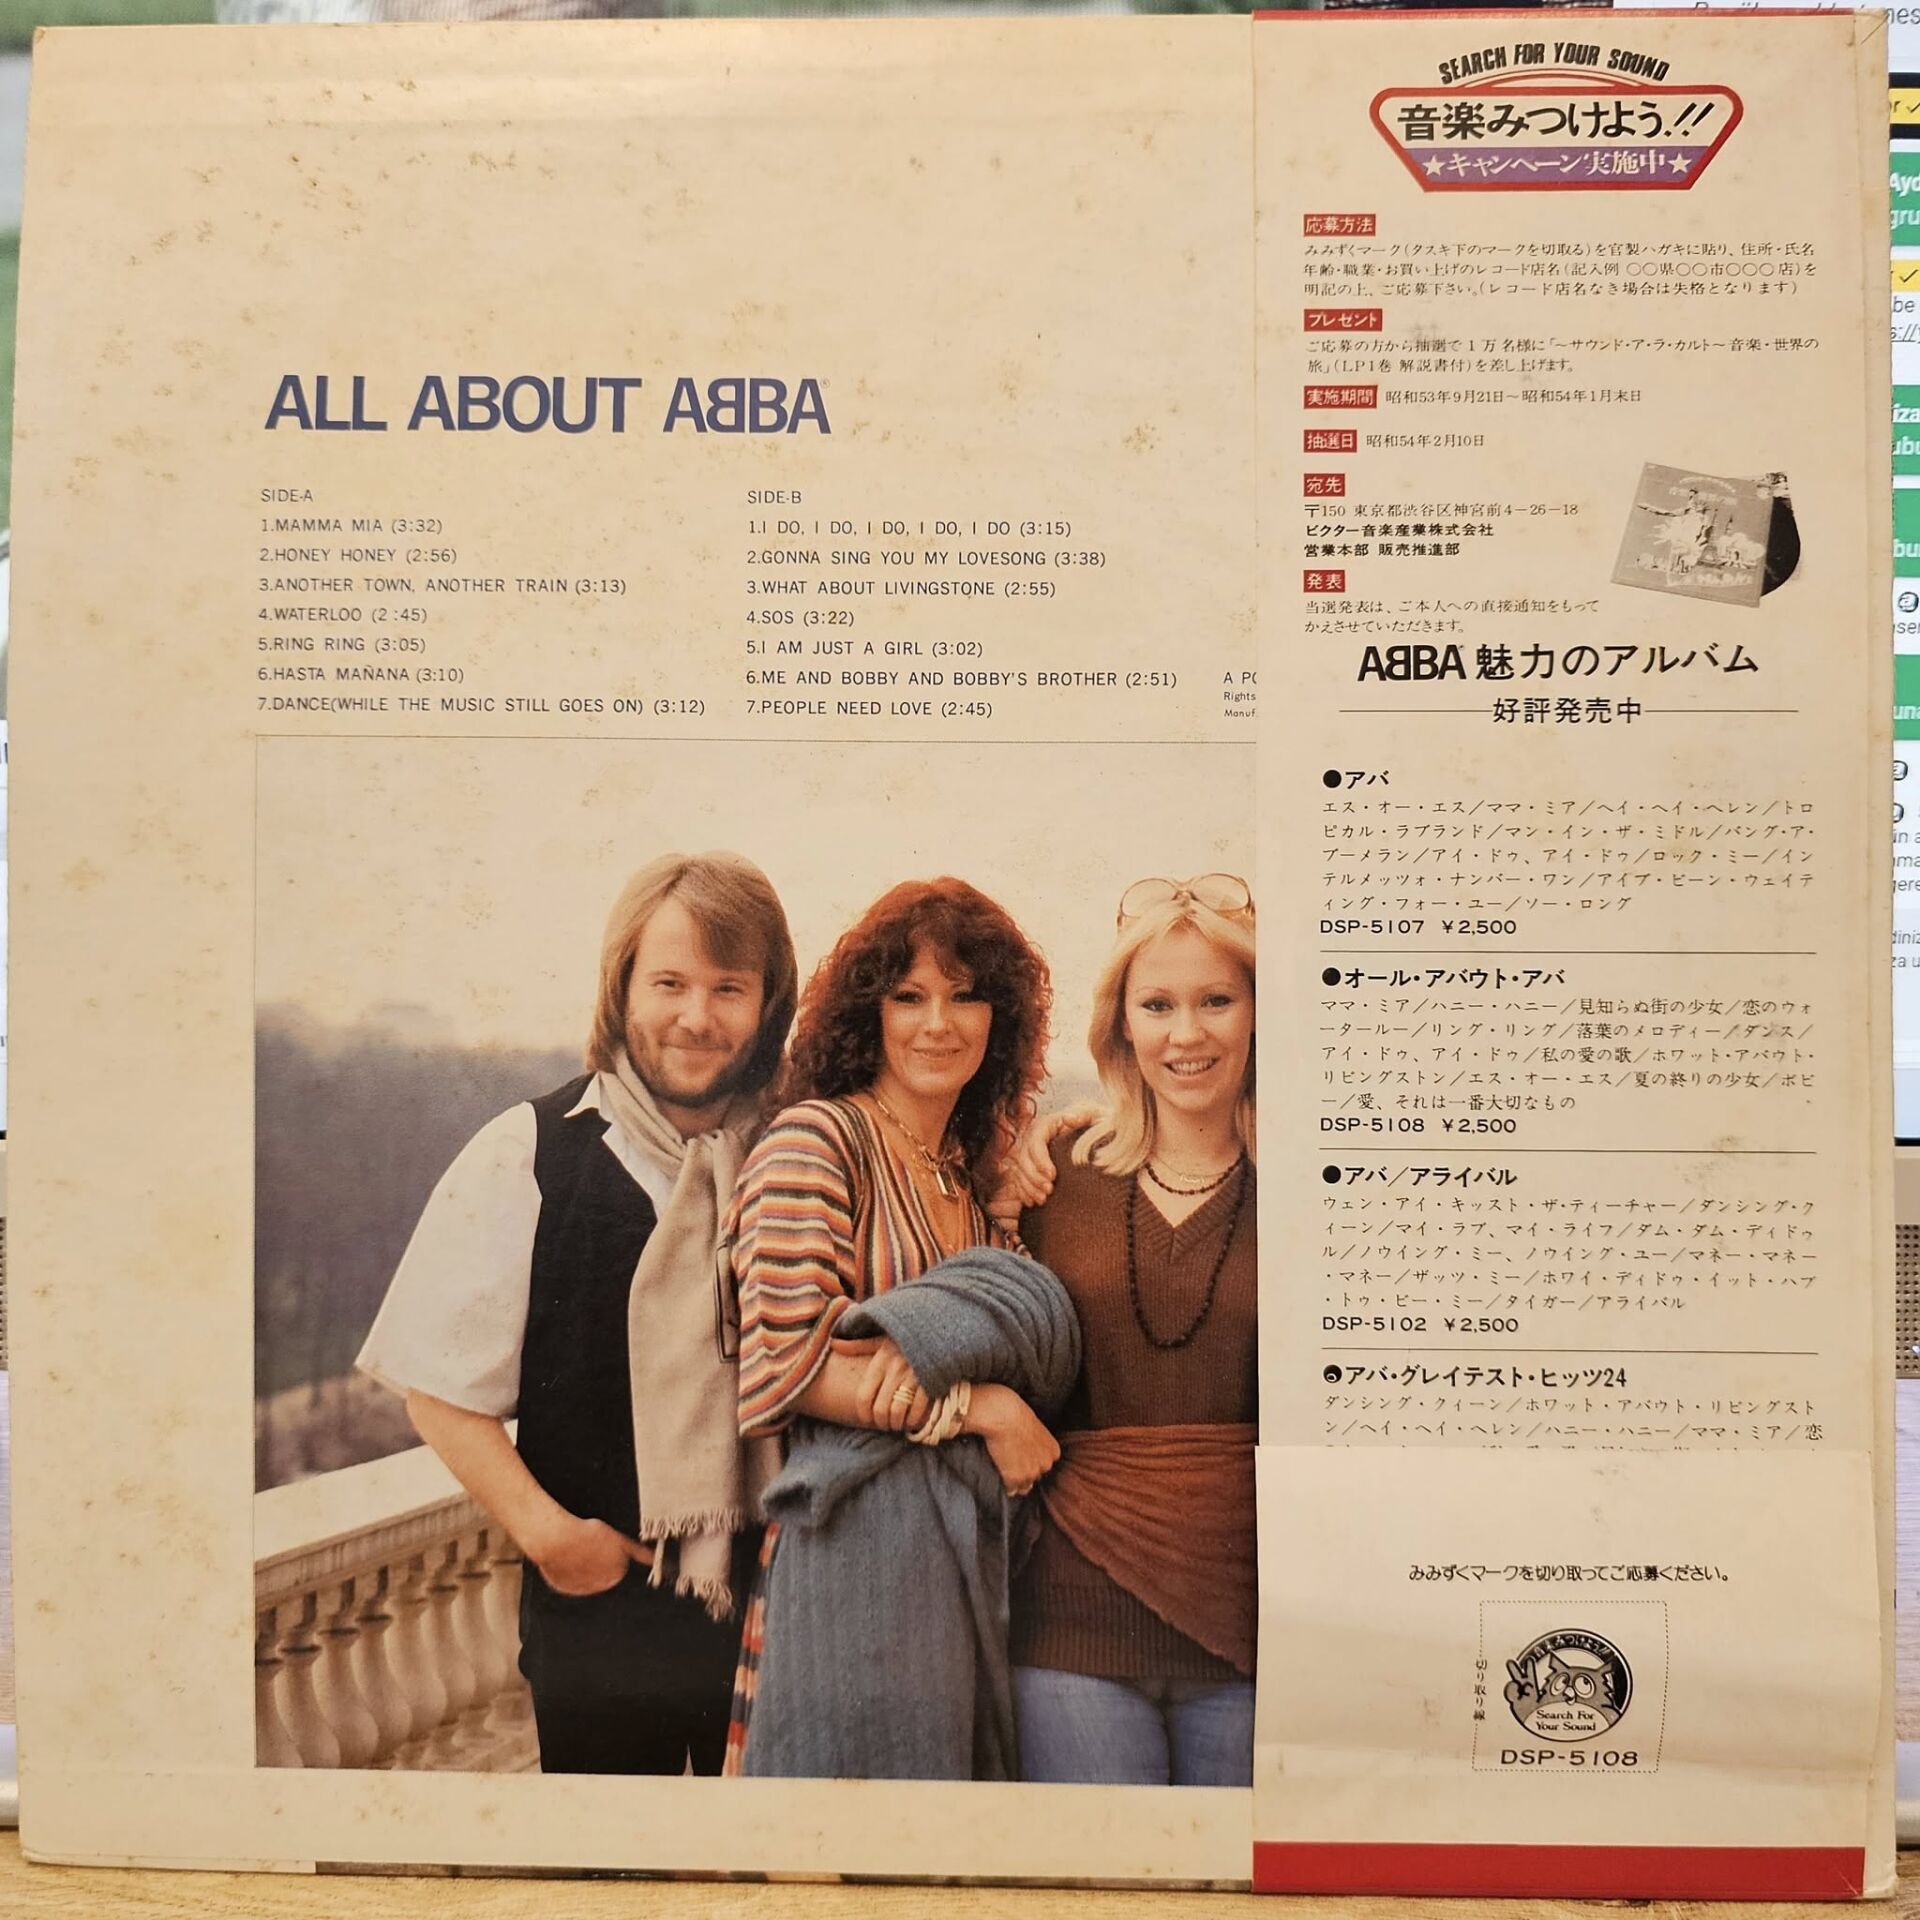 ALL ABOUT ABBA
SIDE-A
1.MAMMA MIA (3:32)
2.HONEY HONEY (2:56)
3.ANOTHER TOWN, ANOTHER TRAIN (3:13)
4.WATERLOO (2:45)
5.RING RING (3:05)
6.HASTA MAÑANA (3:10)
7.DANCE(WHILE THE MUSIC STILL GOES ON) (3:12)
SIDE-B
1.I DO, I DO, I DO, I DO, I DO (3:15)
2.GONNA SING YOU MY LOVESONG (3:38)
3.WHAT ABOUT LIVINGSTONE (2:55)
4.SOS (3:22)
5.I AM JUST A GIRL (3:02)
6.ME AND BOBBY AND BOBBY'S BROTHER (2:51)
7.PEOPLE NEED LOVE (2:45)
SEARCH FOR YOUR SOUND
音楽みつけよう!!
★キャンペーン実施中★
応募方法
みみずくマーク(タスキ下のマークを切取る)を官製ハガキに貼り、住所・氏名
年齢・職業・お買い上げのレコード店名(記入例 〇〇県〇〇市〇〇〇店)を
明記の上、ご応募下さい。(レコード店名なき場合は失格となります)
プレゼント
ご応募の方から抽選で1万名様に「〜サウンド・ア・ラ・カルト〜音楽・世界の
旅」(LP1巻 解説書付)を差し上げます。
実施期間 昭和53年9月21日〜昭和54年1月末日
抽選日 昭和54年2月10日
宛先
〒150 東京都渋谷区神宮前4-26-18
ビクター音楽産業株式会社
営業本部 販売推進部
発表
当選発表は、ご本人への直接通知をもって
かえさせていただきます。
ABBA 魅力のアルバム
好評発売中
●アバ
エス・オー・エス／ママ・ミア／ヘイ・ヘイ・ヘレン／トロ
ピカル・ラブランド／マン・イン・ザ・ミドル／バング・ア・
ブーメラン／アイ・ドゥ、アイ・ドゥ／ロック・ミー／イン
テルメッツォ・ナンバー・ワン／アイブ・ビーン・ウェイテ
ィング・フォー・ユー／ソー・ロング
DSP-5107 ¥2,500
●オール・アバウト・アバ
ママ・ミア／ハニー・ハニー／見知らぬ街の少女／恋のウォ
ータールー／リング・リング／落葉のメロディー／ダンス／
アイ・ドゥ、アイ・ドゥ／私の愛の歌／ホワット・アバウト・
リビングストン／エス・オー・エス／夏の終りの少女／ボビ
ー／愛、それは一番大切なもの
DSP-5108 ¥2,500
●アバ／アライバル
ウェン・アイ・キッスト・ザ・ティーチャー／ダンシング・ク
ィーン／マイ・ラブ、マイ・ライフ／ダム・ダム・ディドゥ
ル／ノウイング・ミー、ノウイング・ユー／マネー・マネー
・マネー／ザッツ・ミー／ホワイ・ディドゥ・イット・ハブ
・トゥ・ビー・ミー／タイガー／アライバル
DSP-5102 ¥2,500
●アバ・グレイテスト・ヒッツ24
ダンシング・クィーン／ホワット・アバウト・リビングスト
ン／ヘイ・ヘイ・ヘレン／ハニー・ハニー／ママ・ミア／恋
みみずくマークを切り取ってご応募ください。
切り取り線
音楽みつけよう!!
Search For
Your Sound
DSP-5108